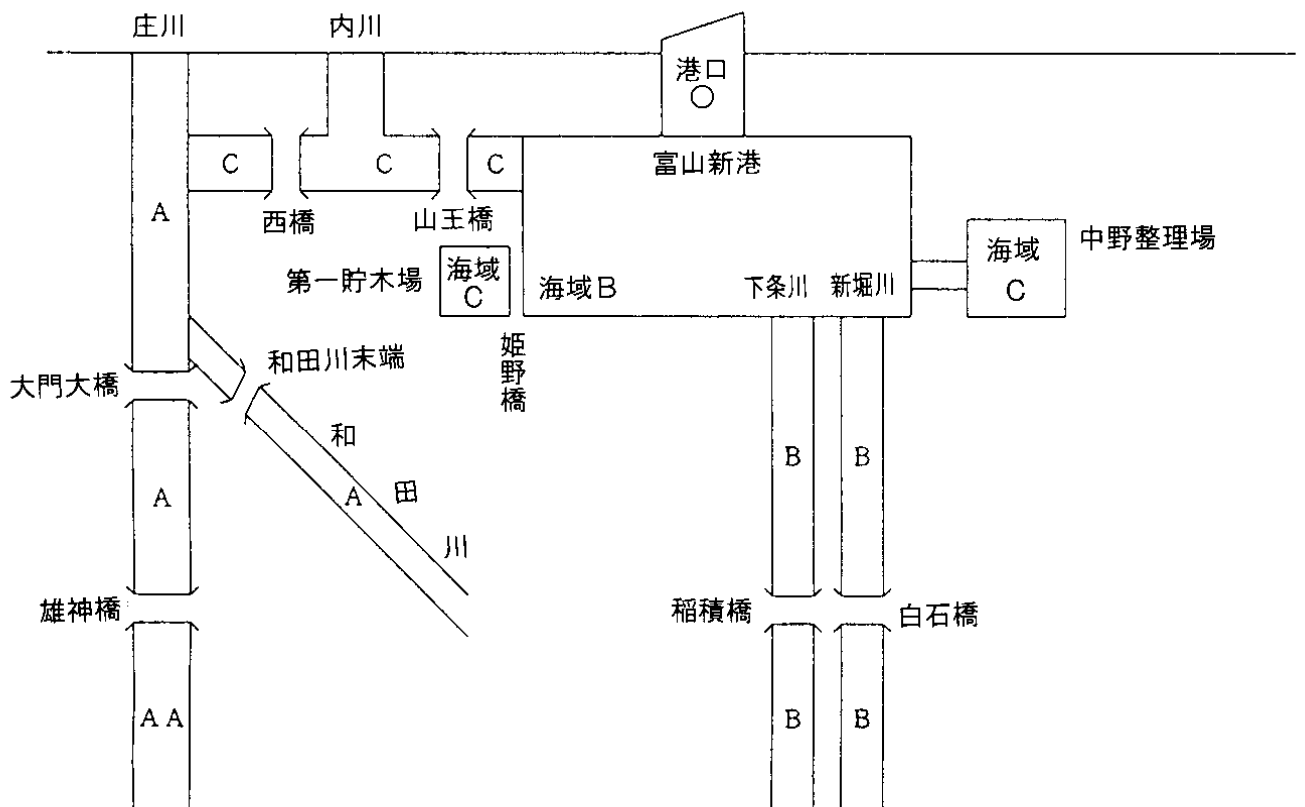 庄川
内川
港口
C
C
C
富山新港
A
西橋
山王橋
中野整理場
海域
C
第一貯木場
海域
C
海域B
下条川
新堀川
姫野橋
和田川末端
大門大橋
和田川
A
B
B
A
雄神橋
稲積橋
白石橋
AA
B
B